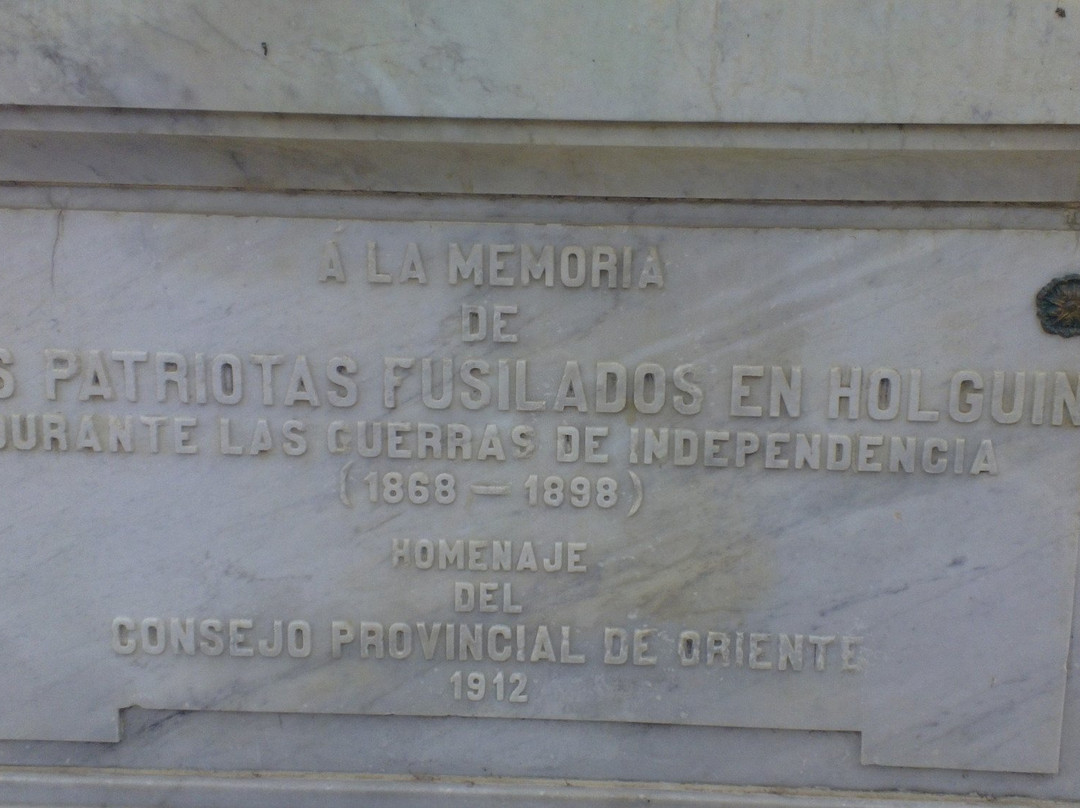 Á LA MEMORIA
DE
S PATRIOTAS FUSILADOS EN HOLGUIN
DURANTE LAS GUERRAS DE INDEPENDENCIA
(1868 — 1898)
HOMENAJE
DEL
CONSEJO PROVINCIAL DE ORIENTE
1912